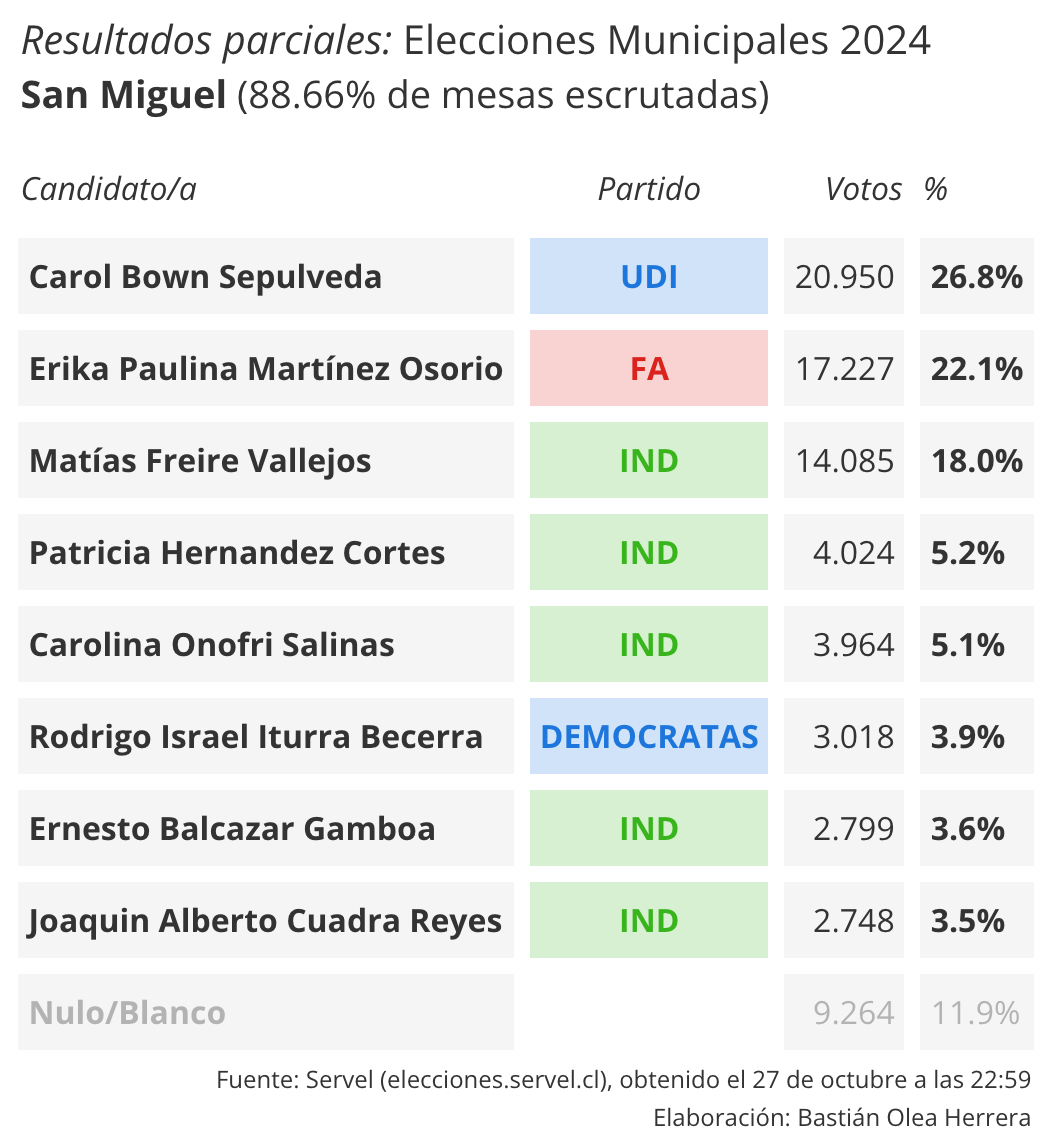 Resultados parciales: Elecciones Municipales 2024
San Miguel (88.66% de mesas escrutadas)
Candidato/a Partido Votos %
Carol Bown Sepulveda UDI 20.950 26.8%
Erika Paulina Martínez Osorio FA 17.227 22.1%
Matías Freire Vallejos IND 14.085 18.0%
Patricia Hernandez Cortes IND 4.024 5.2%
Carolina Onofri Salinas IND 3.964 5.1%
Rodrigo Israel Iturra Becerra DEMOCRATAS 3.018 3.9%
Ernesto Balcazar Gamboa IND 2.799 3.6%
Joaquin Alberto Cuadra Reyes IND 2.748 3.5%
Nulo/Blanco 9.264 11.9%
Fuente: Servel (elecciones.servel.cl), obtenido el 27 de octubre a las 22:59
Elaboración: Bastián Olea Herrera